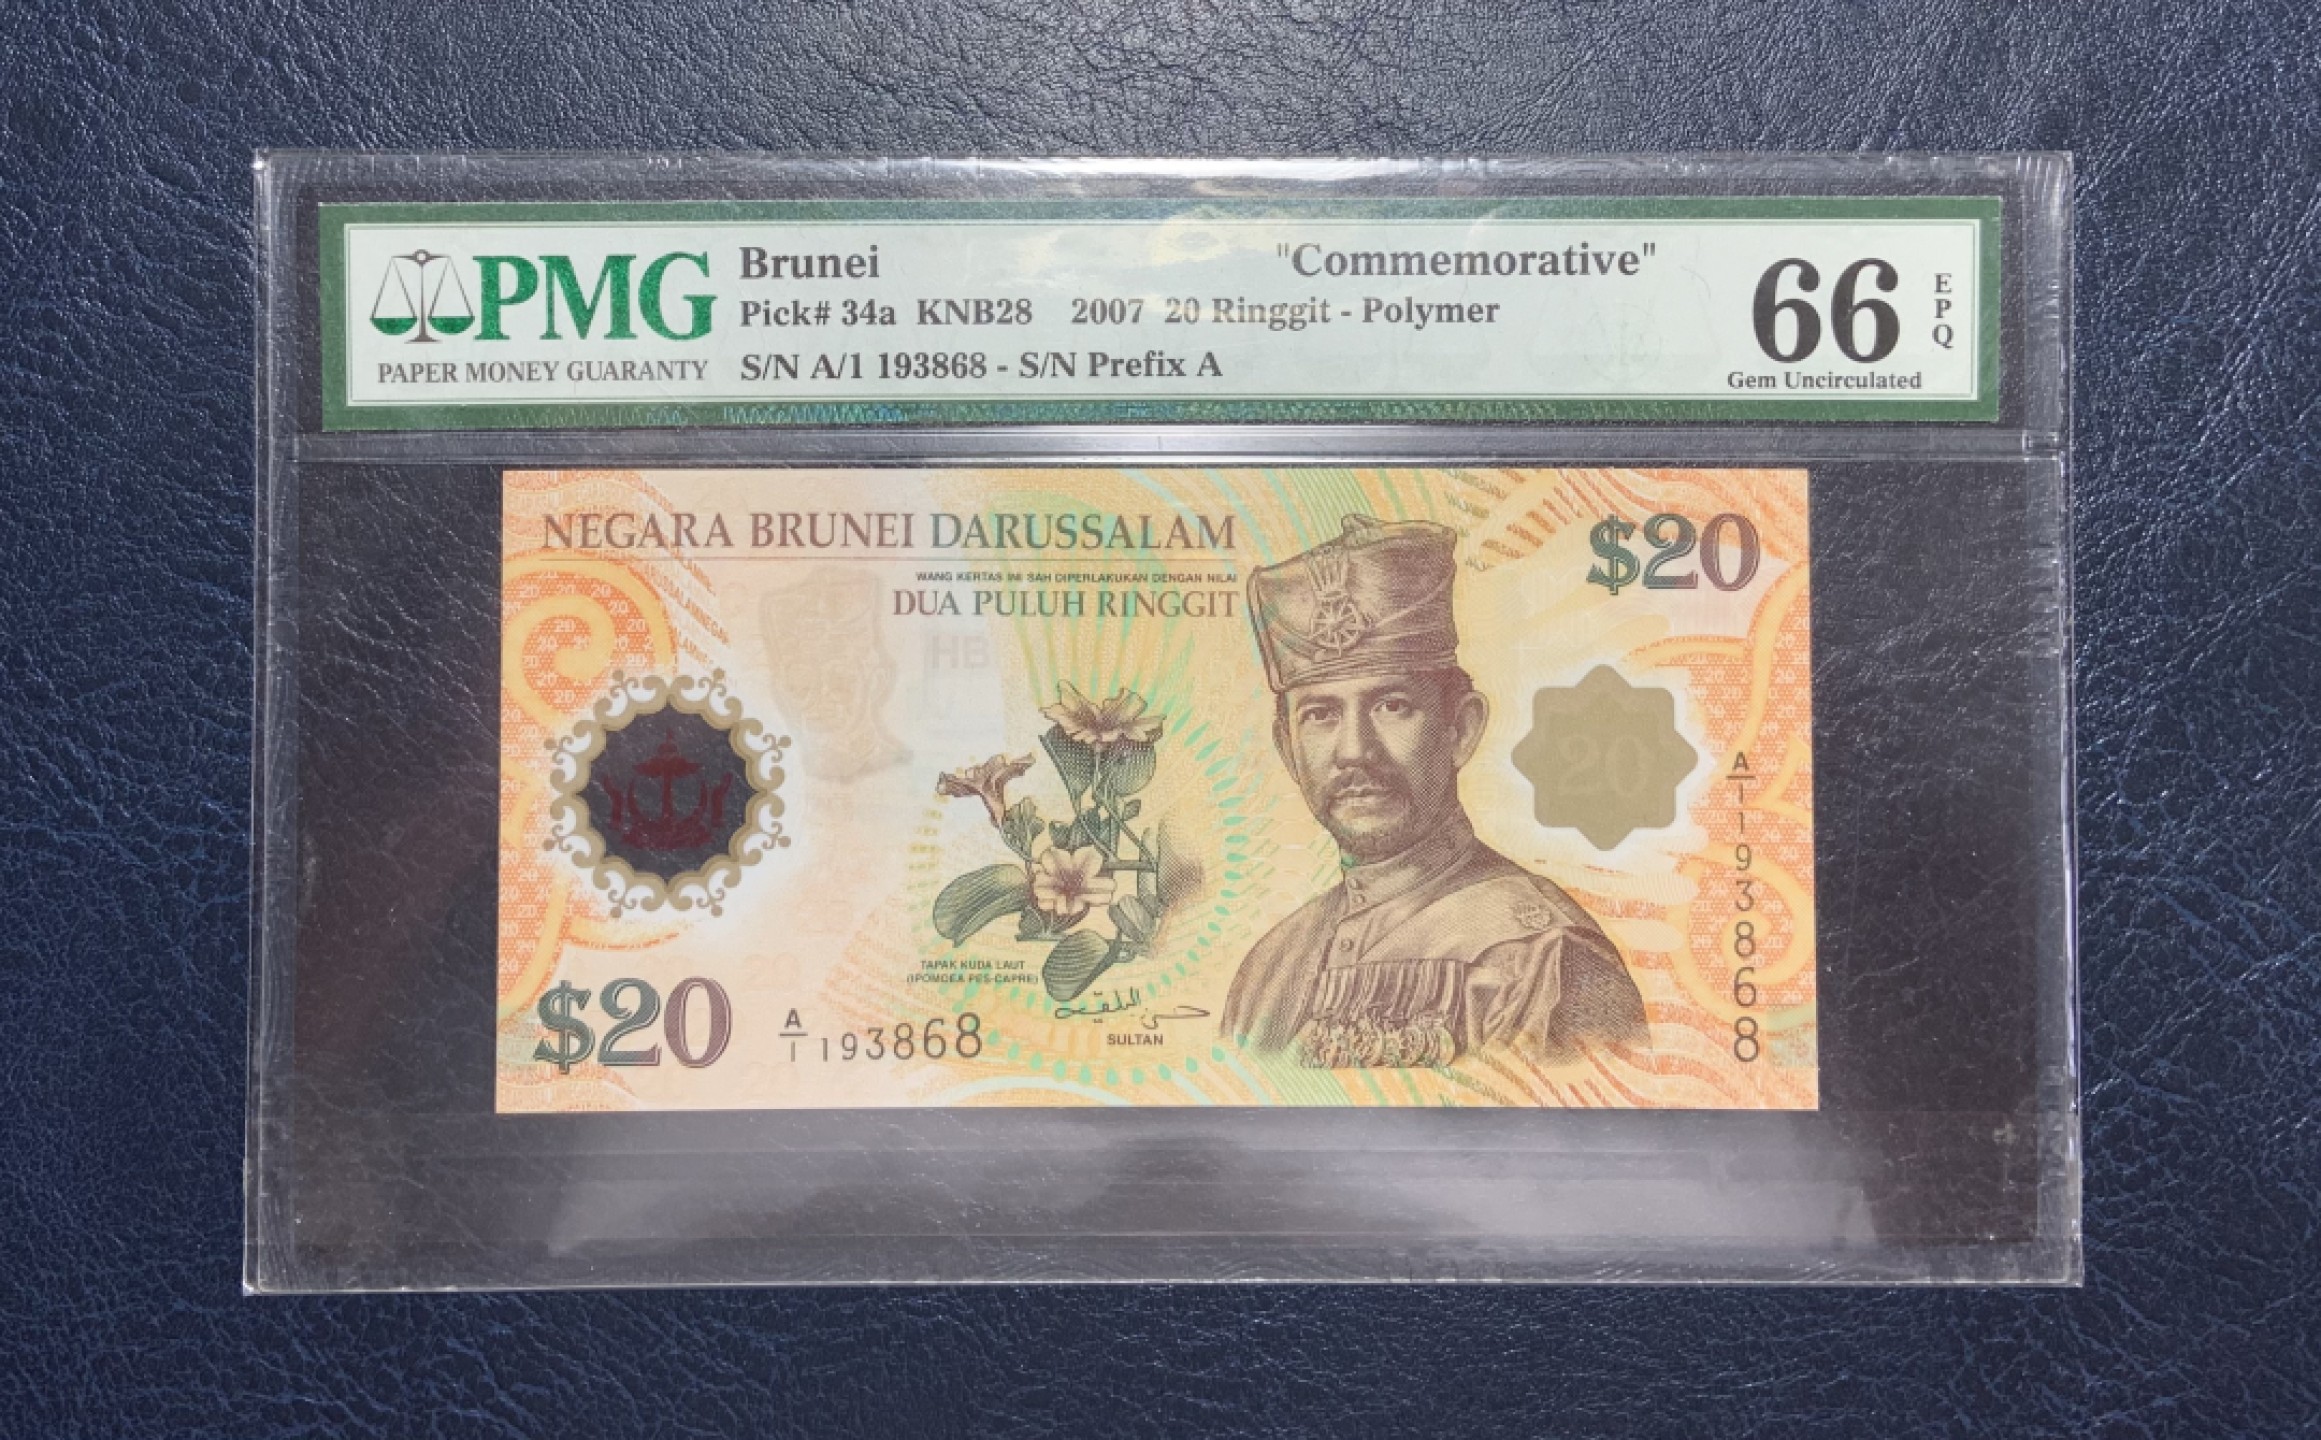 PMG
PAPER MONEY GUARANTY
Brunei "Commemorative"
Pick# 34a KNB28 2007 20 Ringgit - Polymer
S/N A/1 193868 - S/N Prefix A
66
EPQ
Gem Uncirculated
NEGARA BRUNEI DARUSSALAM
$20
WANG KERTAS INI SAH DIPERLAKUKAN DENGAN NILAI
DUA PULUH RINGGIT
HB
20
A/1 193868
TAPAK KUDA LAUT
(IPOMOEA PES-CAPRE)
$20
A/1 193868
SULTAN